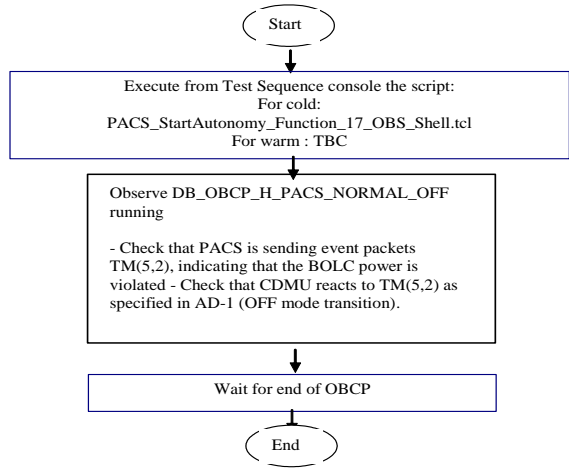 Start
Execute from Test Sequence console the script:
For cold:
PACS_StartAutonomy_Function_17_OBS_Shell.tcl
For warm : TBC
Observe DB_OBCP_H_PACS_NORMAL_OFF
running
- Check that PACS is sending event packets
TM(5,2), indicating that the BOLC power is
violated - Check that CDMU reacts to TM(5,2) as
specified in AD-1 (OFF mode transition).
Wait for end of OBCP
End